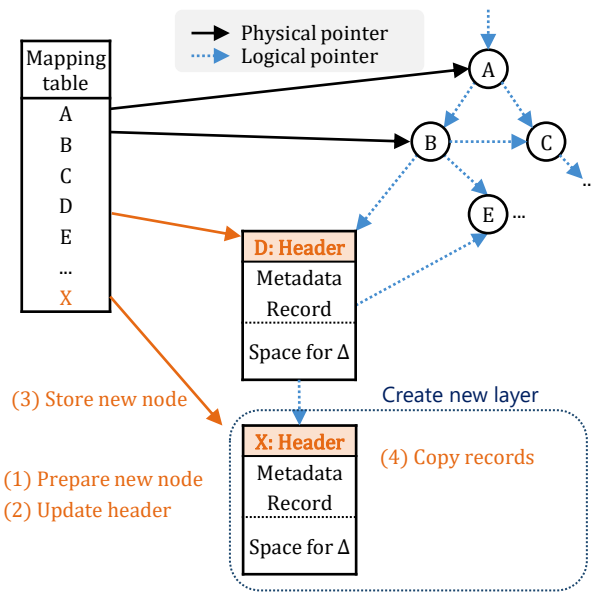 Physical pointer
Logical pointer
Mapping
table
A
B
C
D
E
...
X
A
B
C
..
E
...
D: Header
Metadata
Record
Space for Δ
(3) Store new node
Create new layer
X: Header
Metadata
Record
Space for Δ
(4) Copy records
(1) Prepare new node
(2) Update header